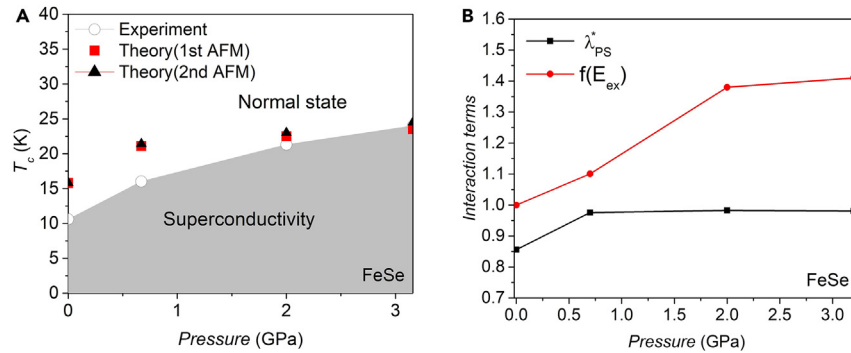 A
40
35
30
25
20
15
10
5
0
T_c (K)
Experiment
Theory(1st AFM)
Theory(2nd AFM)
Normal state
Superconductivity
FeSe
0
1
2
3
Pressure (GPa)
B
1.6
1.5
1.4
1.3
1.2
1.1
1.0
0.9
0.8
0.7
Interaction terms
λ*PS
f(E_ex)
FeSe
0.0
0.5
1.0
1.5
2.0
2.5
3.0
Pressure (GPa)